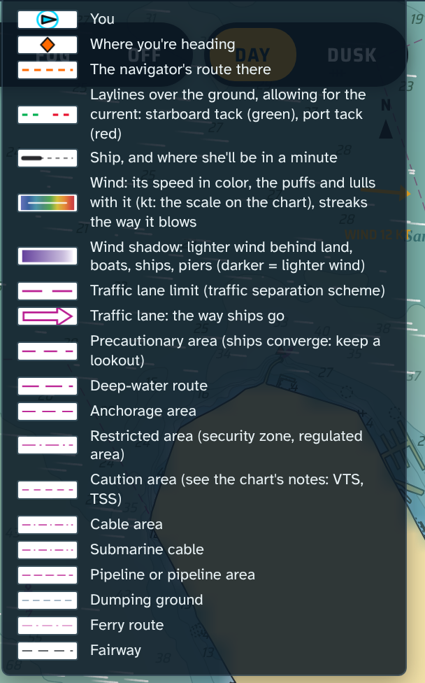 You
Where you're heading
FOG OFF DAY DUSK
The navigator's route there
Laylines over the ground, allowing for the
current: starboard tack (green), port tack
(red)
N
Ship, and where she'll be in a minute
Wind: its speed in color, the puffs and lulls
with it (kt: the scale on the chart), streaks
the way it blows
Wind shadow: lighter wind behind land,
boats, ships, piers (darker = lighter wind)
Traffic lane limit (traffic separation scheme)
Traffic lane: the way ships go
Precautionary area (ships converge: keep a
lookout)
Deep-water route
Anchorage area
Restricted area (security zone, regulated
area)
Caution area (see the chart's notes: VTS,
TSS)
Cable area
Submarine cable
Pipeline or pipeline area
Dumping ground
Ferry route
Fairway